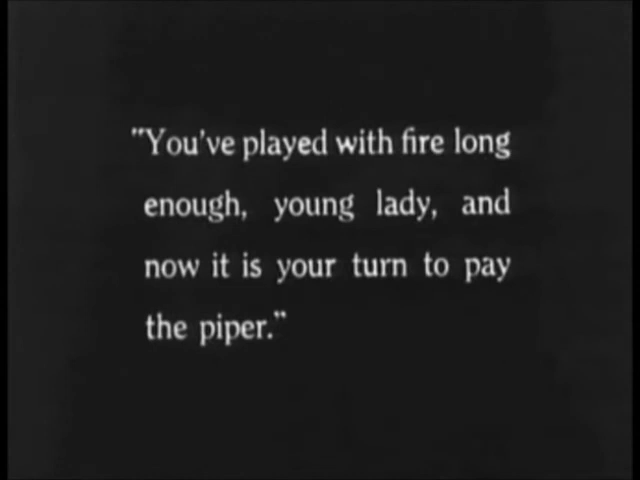 "You've played with fire long
enough, young lady, and
now it is your turn to pay
the piper."